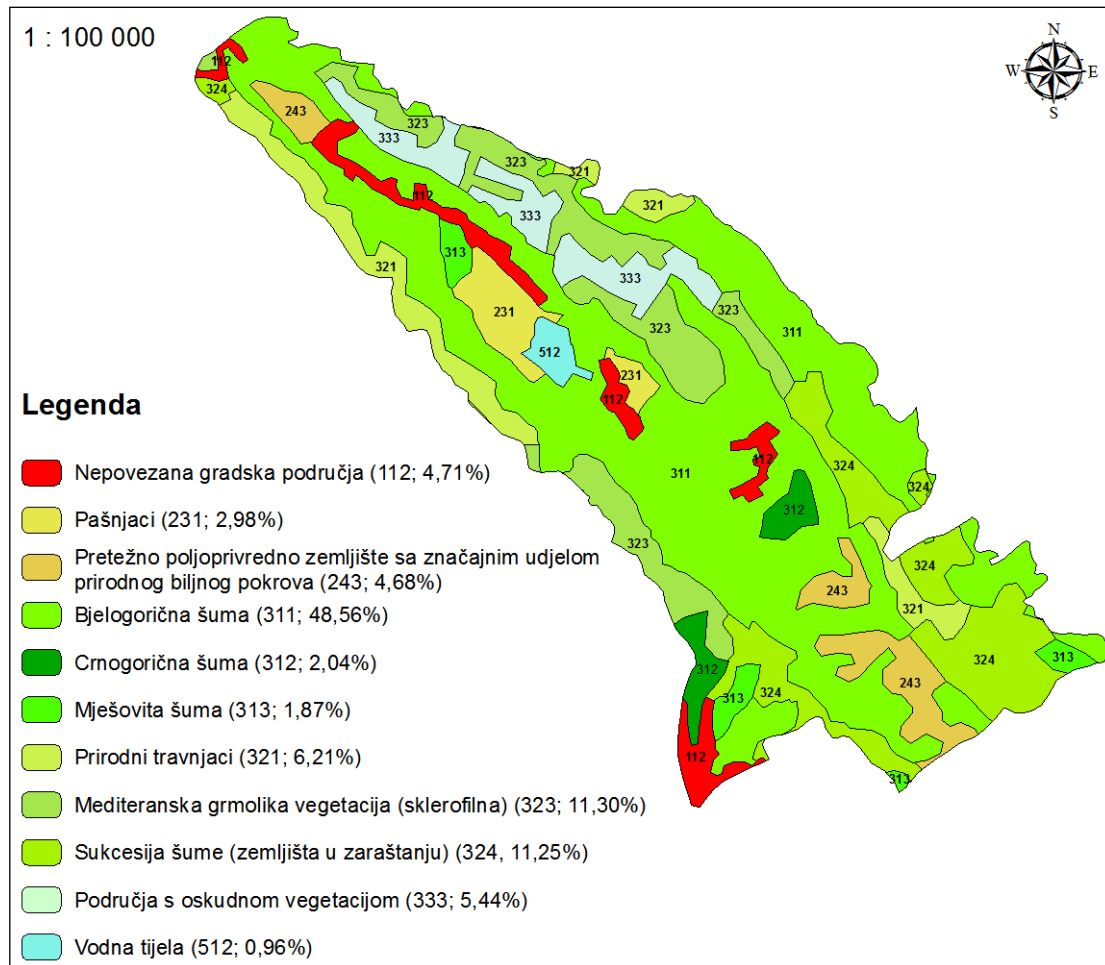 1 : 100 000
N
W E
S
112
324
243
333
323
323
321
321
112
333
313
321
333
231
323
323
311
512
231
112
311
112
324
324
312
323
324
243
321
312
313
324
243
324
313
112
313
Legenda
Nepovezana gradska područja (112; 4,71%)
Pašnjaci (231; 2,98%)
Pretežno poljoprivredno zemljište sa značajnim udjelom
prirodnog biljnog pokrova (243; 4,68%)
Bjelogorična šuma (311; 48,56%)
Crnogorična šuma (312; 2,04%)
Mješovita šuma (313; 1,87%)
Prirodni travnjaci (321; 6,21%)
Mediteranska grmolika vegetacija (sklerofilna) (323; 11,30%)
Sukcesija šume (zemljišta u zaraštanju) (324, 11,25%)
Područja s oskudnom vegetacijom (333; 5,44%)
Vodna tijela (512; 0,96%)